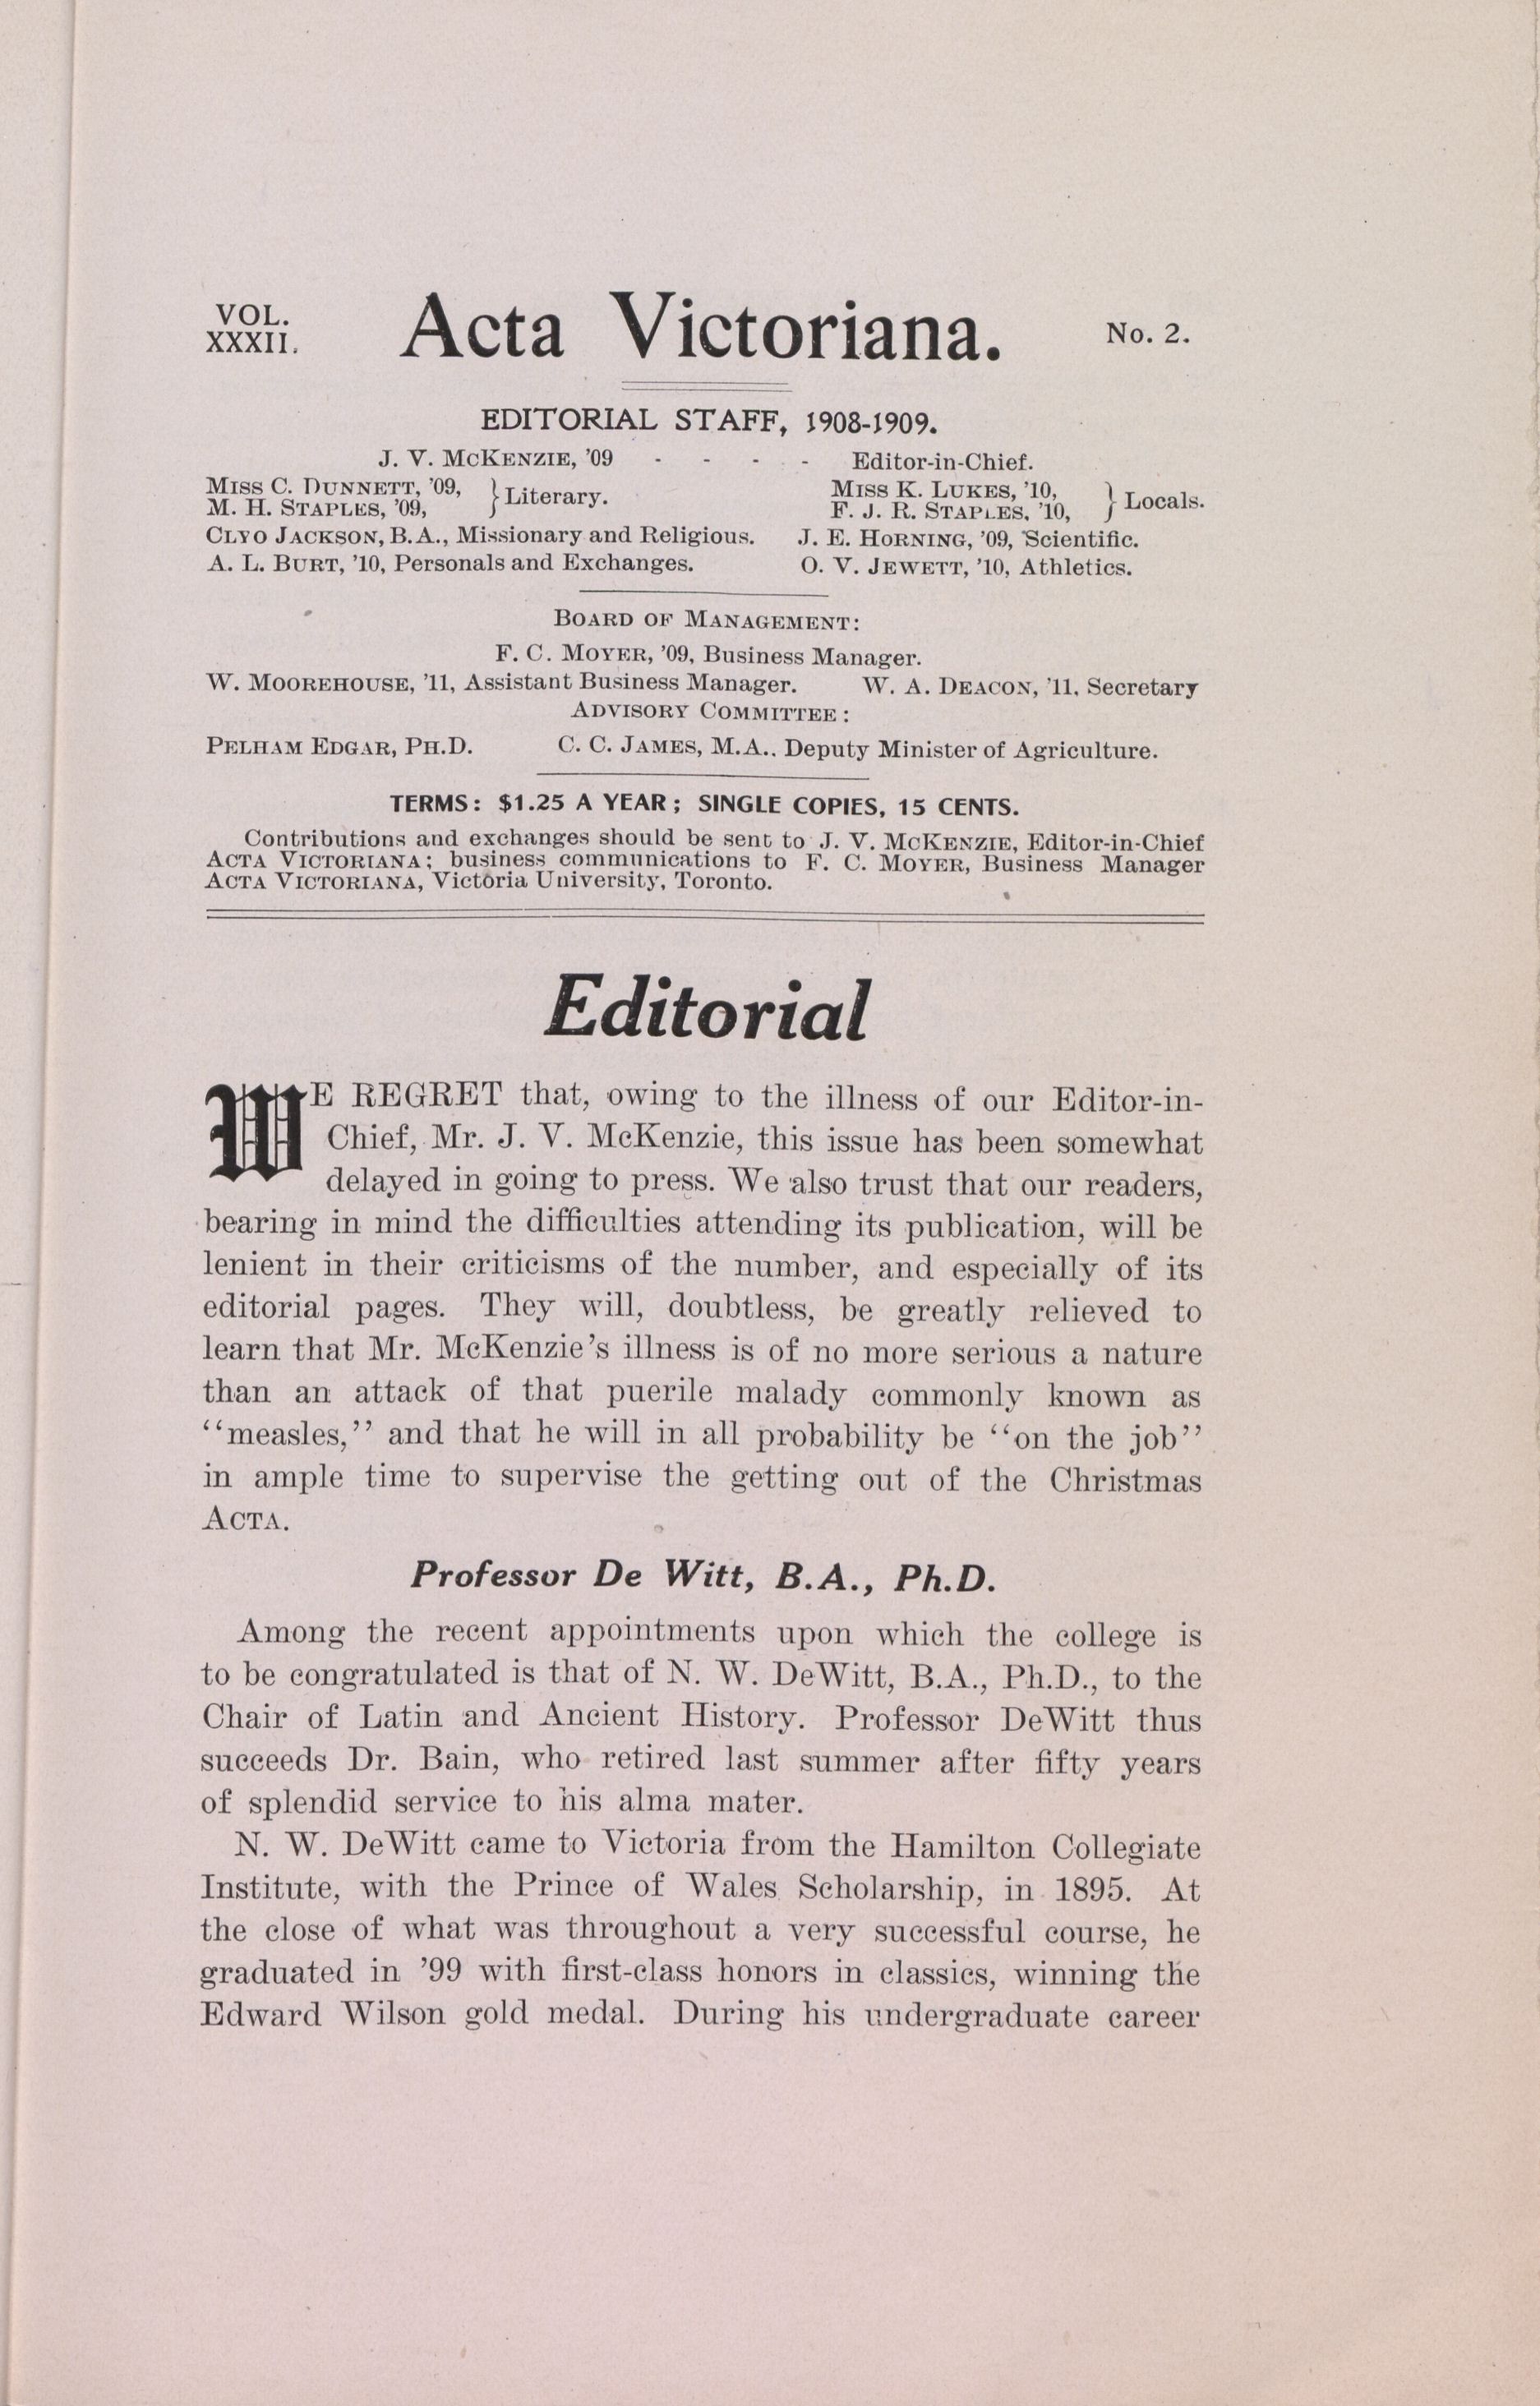 VOL.
XXXII.
Acta Victoriana.
No. 2.
EDITORIAL STAFF, 1908-1909.
J. V. McKENZIE, '09 - - - - Editor-in-Chief.
MISS C. DUNNETT, '09,
M. H. STAPLES, '09,
} Literary.
MISS K. LUKES, '10,
F. J. R. STAPLES, '10,
} Locals.
CLYO JACKSON, B.A., Missionary and Religious.
J. E. HORNING, '09, Scientific.
A. L. BURT, '10, Personals and Exchanges.
O. V. JEWETT, '10, Athletics.
BOARD OF MANAGEMENT:
F. C. MOYER, '09, Business Manager.
W. MOOREHOUSE, '11, Assistant Business Manager.
W. A. DEACON, '11, Secretary
ADVISORY COMMITTEE:
PELHAM EDGAR, PH.D.
C. C. JAMES, M.A.. Deputy Minister of Agriculture.
TERMS: $1.25 A YEAR; SINGLE COPIES, 15 CENTS.
Contributions and exchanges should be sent to J. V. McKENZIE, Editor-in-Chief
ACTA VICTORIANA; business communications to F. C. MOYER, Business Manager
ACTA VICTORIANA, Victoria University, Toronto.
Editorial
WE REGRET that, owing to the illness of our Editor-in-
Chief, Mr. J. V. McKenzie, this issue has been somewhat
delayed in going to press. We also trust that our readers,
bearing in mind the difficulties attending its publication, will be
lenient in their criticisms of the number, and especially of its
editorial pages. They will, doubtless, be greatly relieved to
learn that Mr. McKenzie's illness is of no more serious a nature
than an attack of that puerile malady commonly known as
"measles," and that he will in all probability be "on the job"
in ample time to supervise the getting out of the Christmas
ACTA.
Professor De Witt, B.A., Ph.D.
Among the recent appointments upon which the college is
to be congratulated is that of N. W. DeWitt, B.A., Ph.D., to the
Chair of Latin and Ancient History. Professor DeWitt thus
succeeds Dr. Bain, who retired last summer after fifty years
of splendid service to his alma mater.
N. W. DeWitt came to Victoria from the Hamilton Collegiate
Institute, with the Prince of Wales Scholarship, in 1895. At
the close of what was throughout a very successful course, he
graduated in '99 with first-class honors in classics, winning the
Edward Wilson gold medal. During his undergraduate career